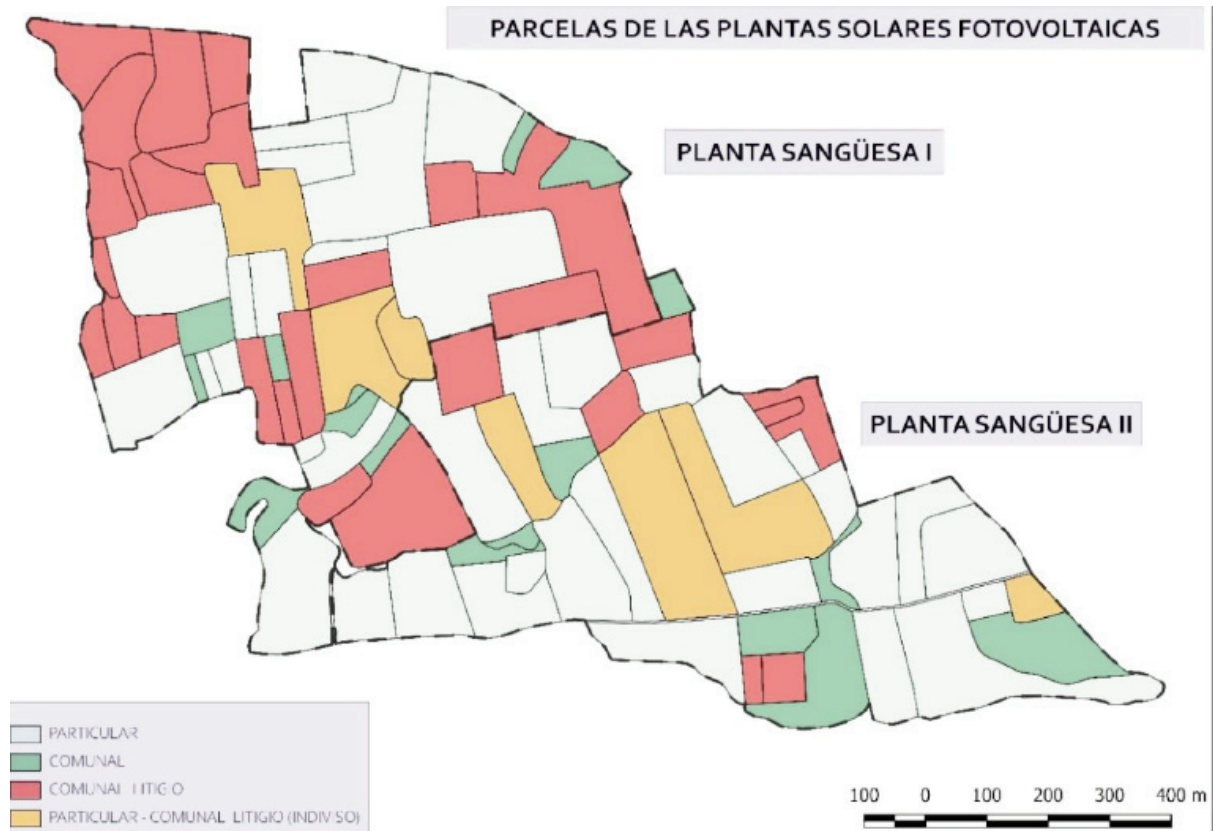 PARCELAS DE LAS PLANTAS SOLARES FOTOVOLTAICAS
PLANTA SANGÜESA I
PLANTA SANGÜESA II
PARTICULAR
COMUNAL
COMUNAL LITIGIO
PARTICULAR - COMUNAL LITIGIO (INDIVISO)
100 0 100 200 300 400 m